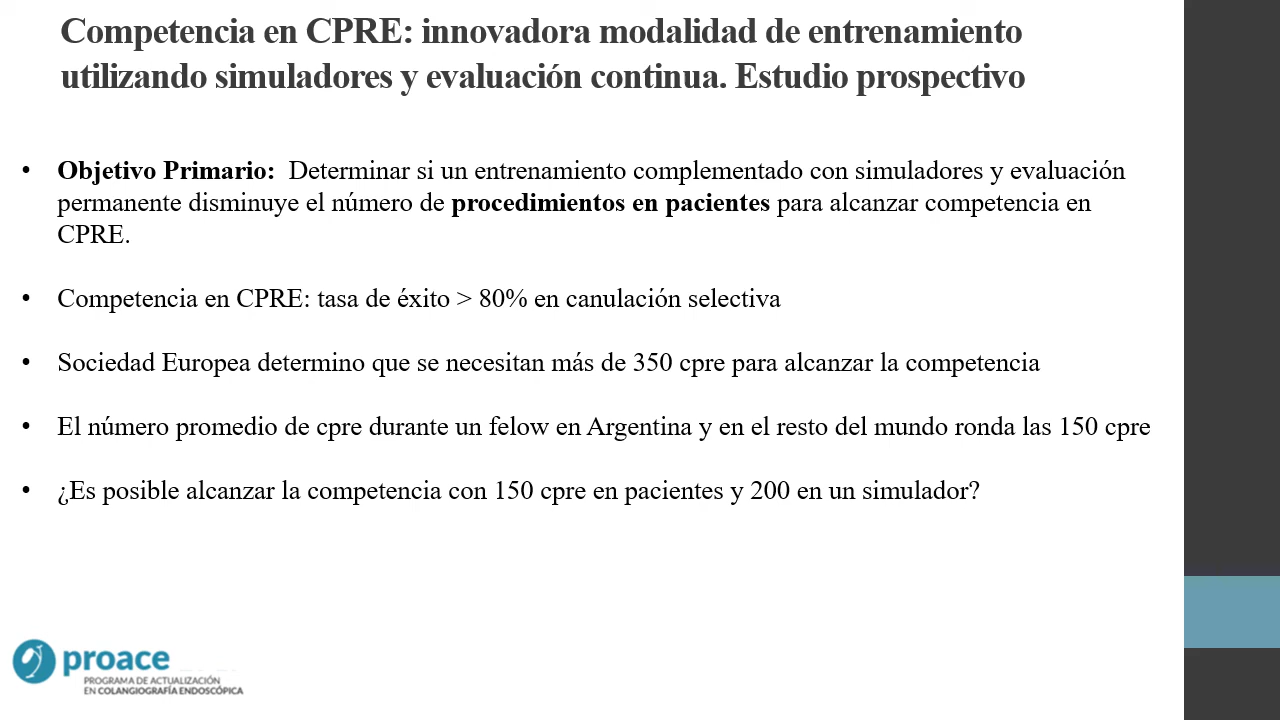 Competencia en CPRE: innovadora modalidad de entrenamiento
utilizando simuladores y evaluación continua. Estudio prospectivo
• Objetivo Primario: Determinar si un entrenamiento complementado con simuladores y evaluación
permanente disminuye el número de procedimientos en pacientes para alcanzar competencia en
CPRE.
• Competencia en CPRE: tasa de éxito > 80% en canulación selectiva
• Sociedad Europea determino que se necesitan más de 350 cpre para alcanzar la competencia
• El número promedio de cpre durante un felow en Argentina y en el resto del mundo ronda las 150 cpre
• ¿Es posible alcanzar la competencia con 150 cpre en pacientes y 200 en un simulador?
proace
PROGRAMA DE ACTUALIZACIÓN
EN COLANGIOGRAFÍA ENDOSCÓPICA